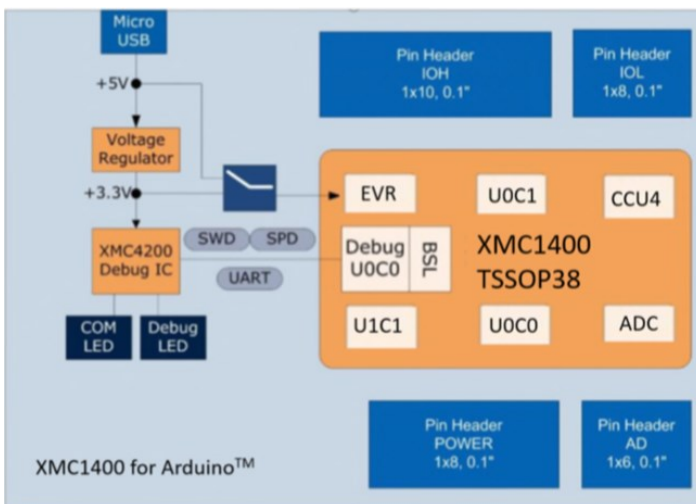 Micro
USB
+5V
Voltage
Regulator
+3.3V
XMC4200
Debug IC
COM
LED
Debug
LED
SWD
SPD
UART
Pin Header
IOH
1x10, 0.1"
Pin Header
IOL
1x8, 0.1"
EVR
U0C1
CCU4
Debug
U0C0
BSL
XMC1400
TSSOP38
U1C1
U0C0
ADC
Pin Header
POWER
1x8, 0.1"
Pin Header
AD
1x6, 0.1"
XMC1400 for Arduino™